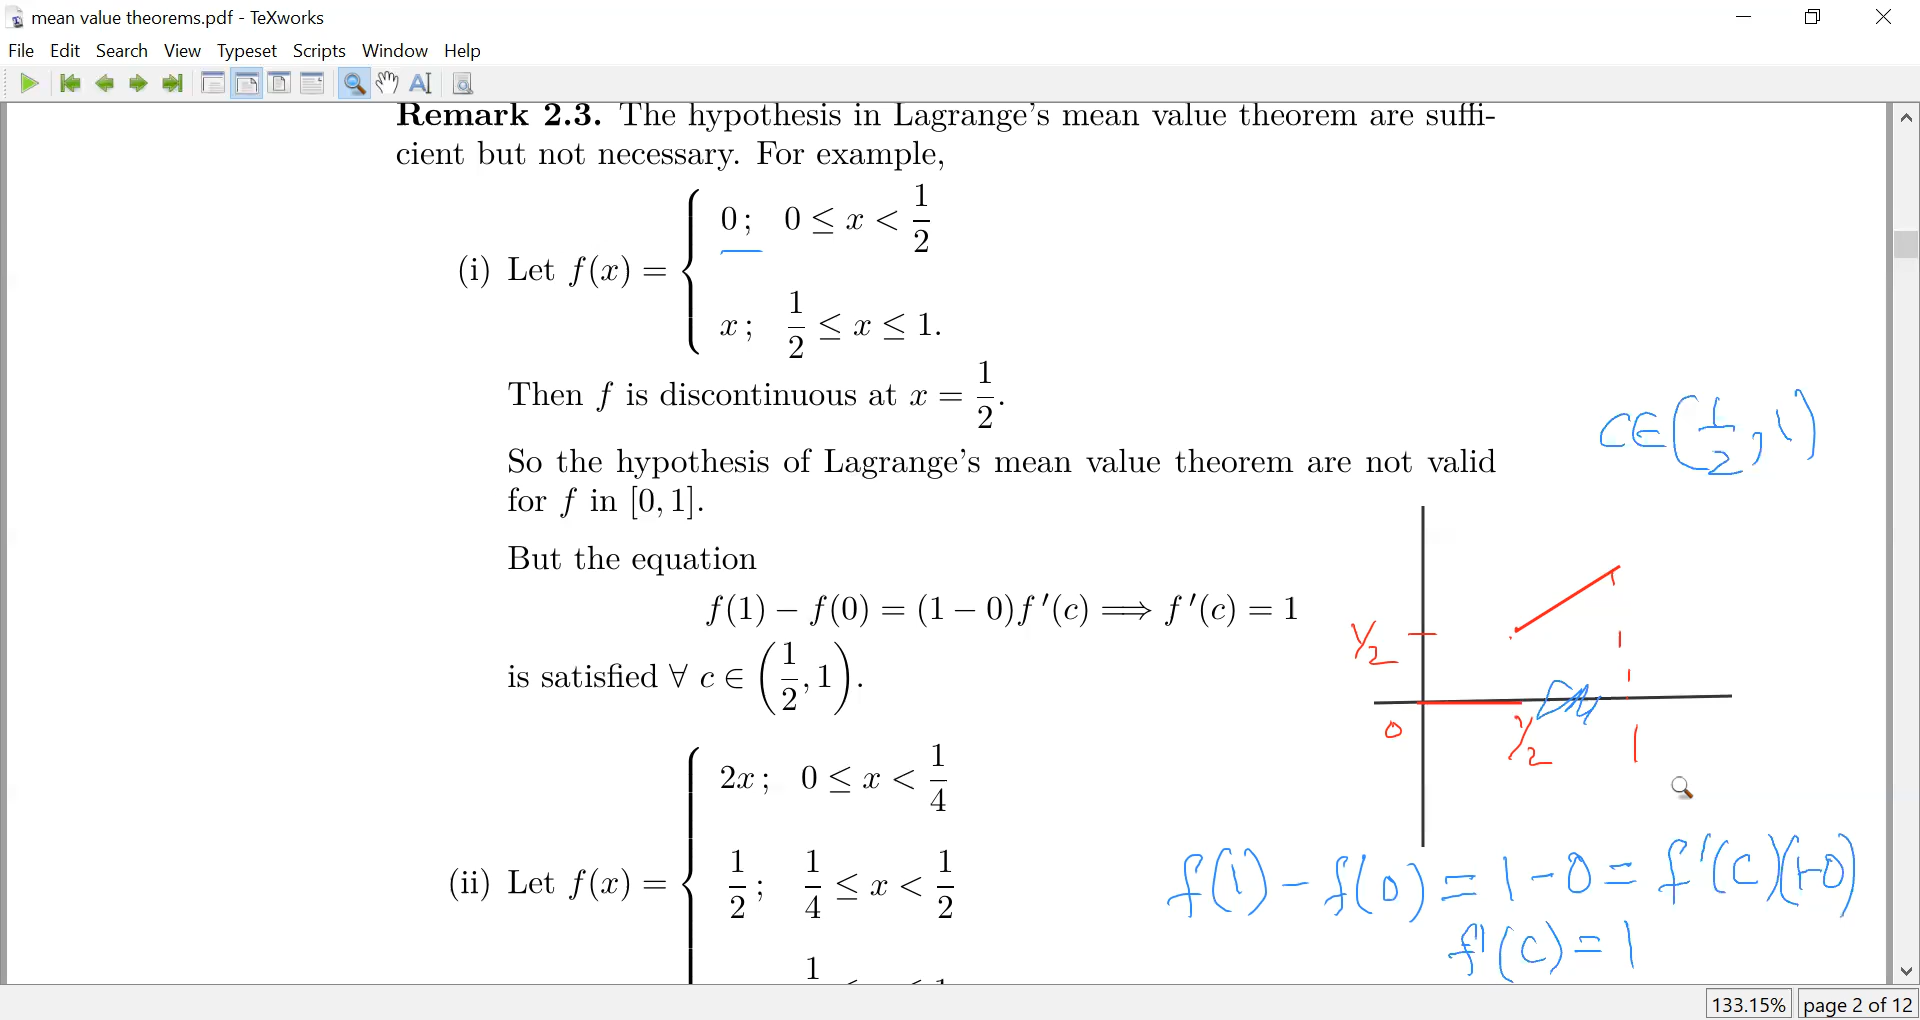 mean value theorems.pdf - TeXworks
File Edit Search View Typeset Scripts Window Help
Remark 2.3. The hypothesis in Lagrange's mean value theorem are suffi-
cient but not necessary. For example,
(i) Let f(x) = { 0 ; 0 ≤ x < 1/2
x ; 1/2 ≤ x ≤ 1.
Then f is discontinuous at x = 1/2.
C∈(1/2, 1)
So the hypothesis of Lagrange's mean value theorem are not valid
for f in [0, 1].
But the equation
f(1) − f(0) = (1 − 0)f ′(c) ⟹ f ′(c) = 1
is satisfied ∀ c ∈ (1/2, 1).
1/2
0 1/2 1
(ii) Let f(x) = { 2x ; 0 ≤ x < 1/4
1/2 ; 1/4 ≤ x < 1/2
f(1) - f(0) = 1 - 0 = f'(c)(1-0)
f'(c) = 1
133.15% page 2 of 12